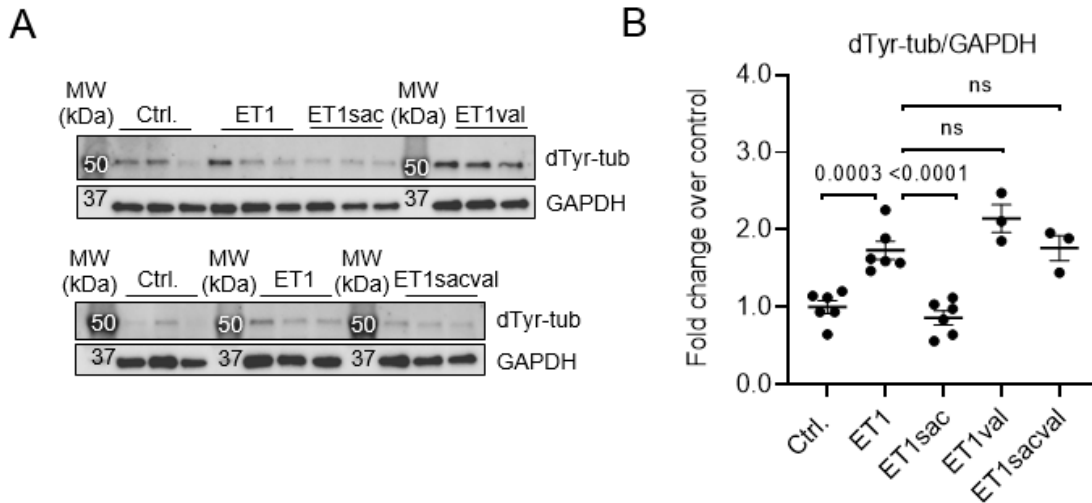 A
MW
(kDa)
Ctrl.
ET1
ET1sac
MW
(kDa)
ET1val
50
50
dTyr-tub
37
37
GAPDH
MW
(kDa)
Ctrl.
MW
(kDa)
ET1
MW
(kDa)
ET1sacval
50
50
50
dTyr-tub
37
37
37
GAPDH
B
dTyr-tub/GAPDH
Fold change over control
4.0
3.0
2.0
1.0
0.0
ns
ns
0.0003 <0.0001
Ctrl.
ET1
ET1sac
ET1val
ET1sacval